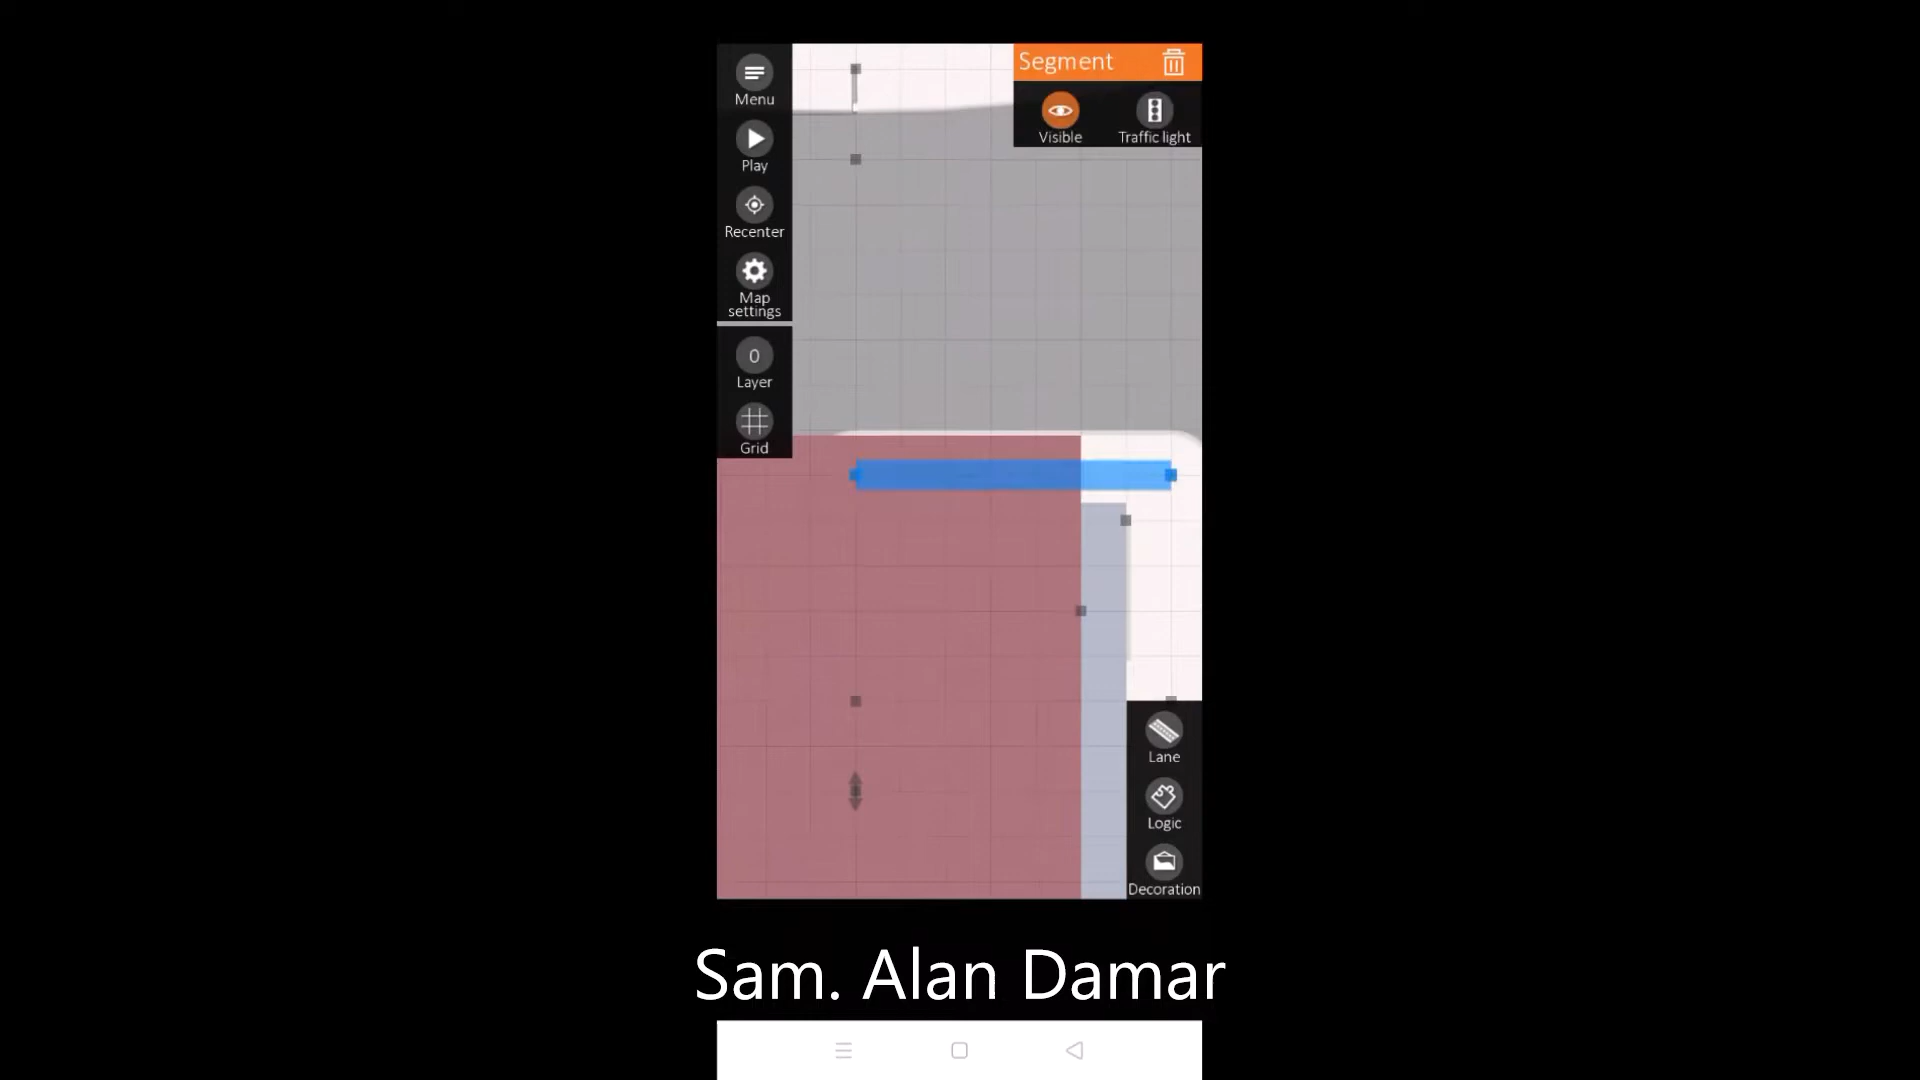 Menu
Play
Recenter
Map
settings
0
Layer
Grid
Segment
Visible
Traffic light
Lane
Logic
Decoration
Sam. Alan Damar